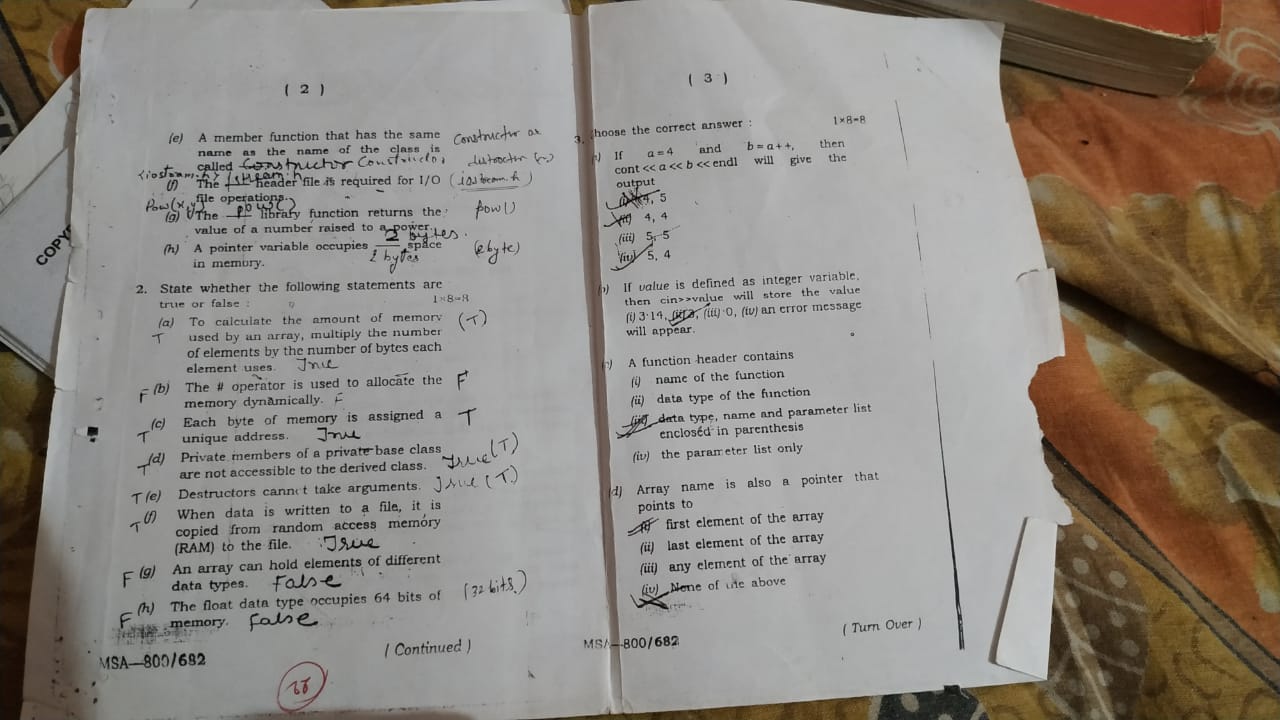 COPY
( 2 )
(e) A member function that has the same
name as the name of the class is
called Constructor Constructor
Constructor or
(f) The header file is required for I/O
file operations.
(iostream.h)
Pow(x,y)
(g) The pow() library function returns the
value of a number raised to a power.
pow()
(h) A pointer variable occupies 2 bytes. space
in memory.
2 bytes
(2 byte)
2. State whether the following statements are
true or false :
1×8=8
(a) To calculate the amount of memory (T)
T used by an array, multiply the number
of elements by the number of bytes each
element uses. True
F (b) The # operator is used to allocate the F
memory dynamically. F
(c) Each byte of memory is assigned a T
T unique address. True
(d) Private members of a private base class
T are not accessible to the derived class. True (T)
T (e) Destructors cannot take arguments. True (T)
(f) When data is written to a file, it is
T copied from random access memory
(RAM) to the file. True
F (g) An array can hold elements of different
data types. False
(h) The float data type occupies 64 bits of (32 bits)
F memory. False
( Continued )
MSA—800/682
( 3 )
3. hoose the correct answer : 1×8=8
If a=4 and b=a++, then
cont<<a<<b<<endl will give the
output
(i) 4, 5
(ii) 4, 4
(iii) 5, 5
(iv) 5, 4
If value is defined as integer variable,
then cin>>value will store the value
(i) 3·14, (ii) 3, (iii) ·0, (iv) an error message
will appear.
A function header contains
(i) name of the function
(ii) data type of the function
(iii) data type, name and parameter list
enclosed in parenthesis
(iv) the parameter list only
(d) Array name is also a pointer that
points to
(i) first element of the array
(ii) last element of the array
(iii) any element of the array
(iv) None of the above
MSA—800/682
( Turn Over )